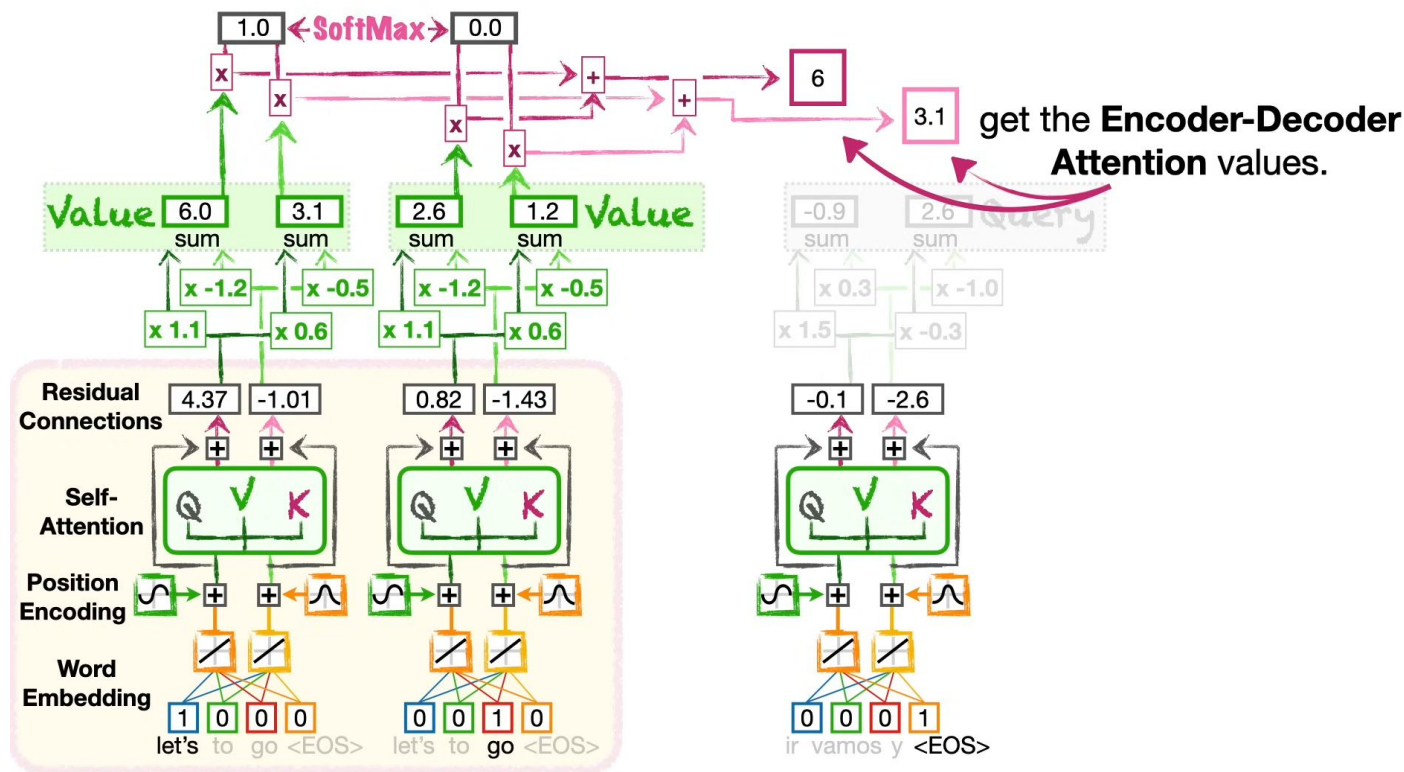 1.0 SoftMax 0.0
x x + 6
x x + 3.1
get the Encoder-Decoder
Attention values.
Value 6.0 3.1 2.6 1.2 Value -0.9 2.6 Query
sum sum sum sum sum sum
x -1.2 x -0.5 x -1.2 x -0.5 x 0.3 x -1.0
x 1.1 x 0.6 x 1.1 x 0.6 x 1.5 x -0.3
Residual
Connections
4.37 -1.01 0.82 -1.43 -0.1 -2.6
+ + + + + +
Self-
Attention
Q V K Q V K Q V K
Position
Encoding
+ + + + + +
Word
Embedding
1 0 0 0 0 0 1 0 0 0 0 1
let's to go <EOS> let's to go <EOS> ir vamos y <EOS>